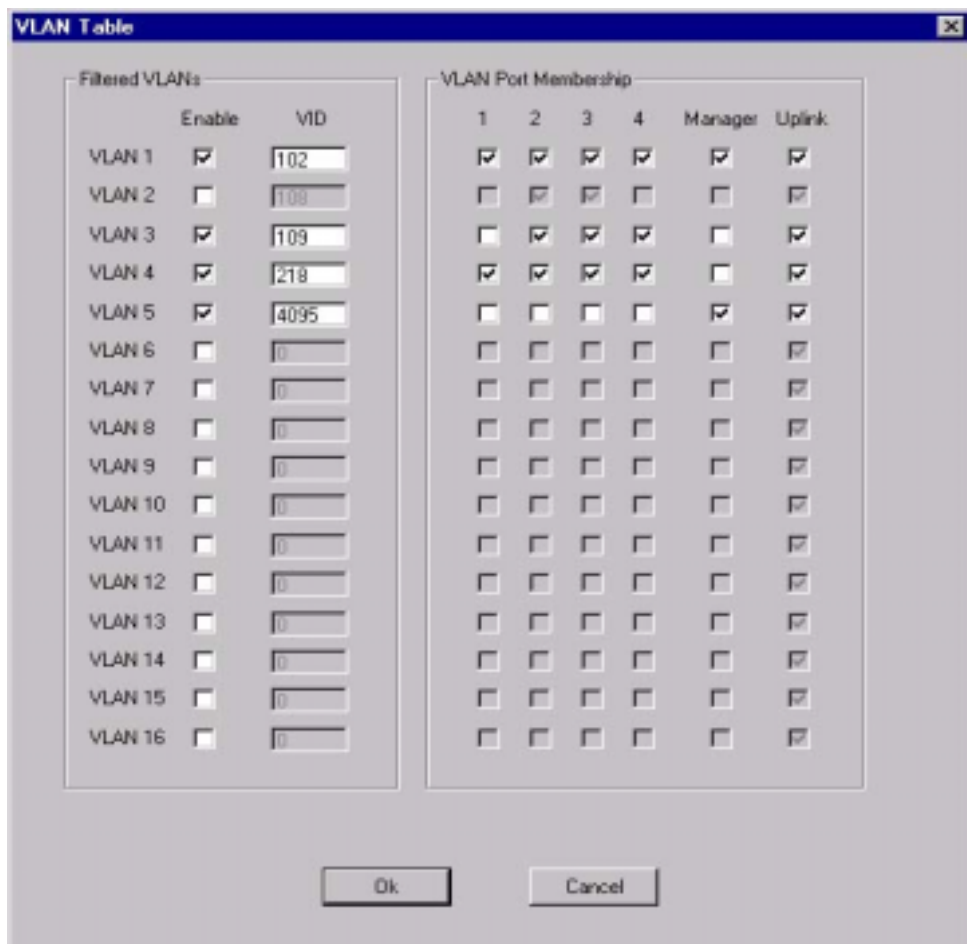 VLAN Table
Filtered VLANs
VLAN Port Membership
Enable VID 1 2 3 4 Manager Uplink
VLAN 1 102
VLAN 2 108
VLAN 3 109
VLAN 4 218
VLAN 5 4095
VLAN 6 0
VLAN 7 0
VLAN 8 0
VLAN 9 0
VLAN 10 0
VLAN 11 0
VLAN 12 0
VLAN 13 0
VLAN 14 0
VLAN 15 0
VLAN 16 0
Ok Cancel